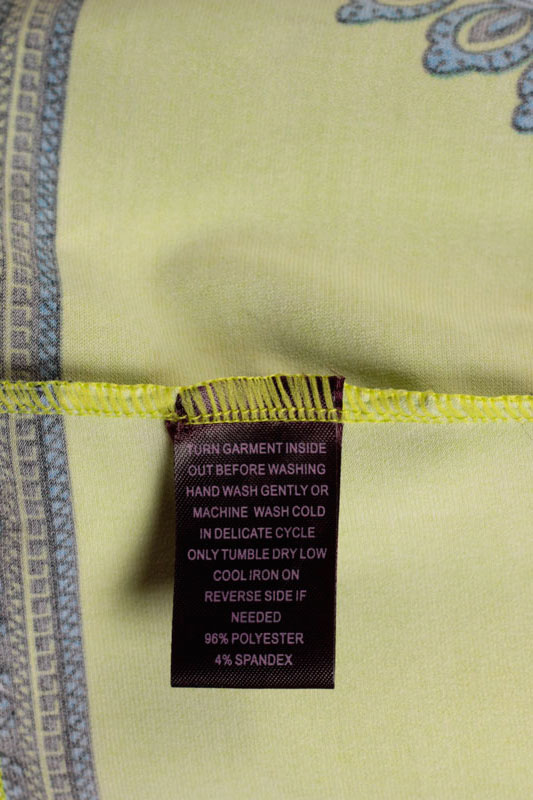 TURN GARMENT INSIDE
OUT BEFORE WASHING
HAND WASH GENTLY OR
MACHINE WASH COLD
IN DELICATE CYCLE
ONLY TUMBLE DRY LOW
COOL IRON ON
REVERSE SIDE IF
NEEDED
96% POLYESTER
4% SPANDEX